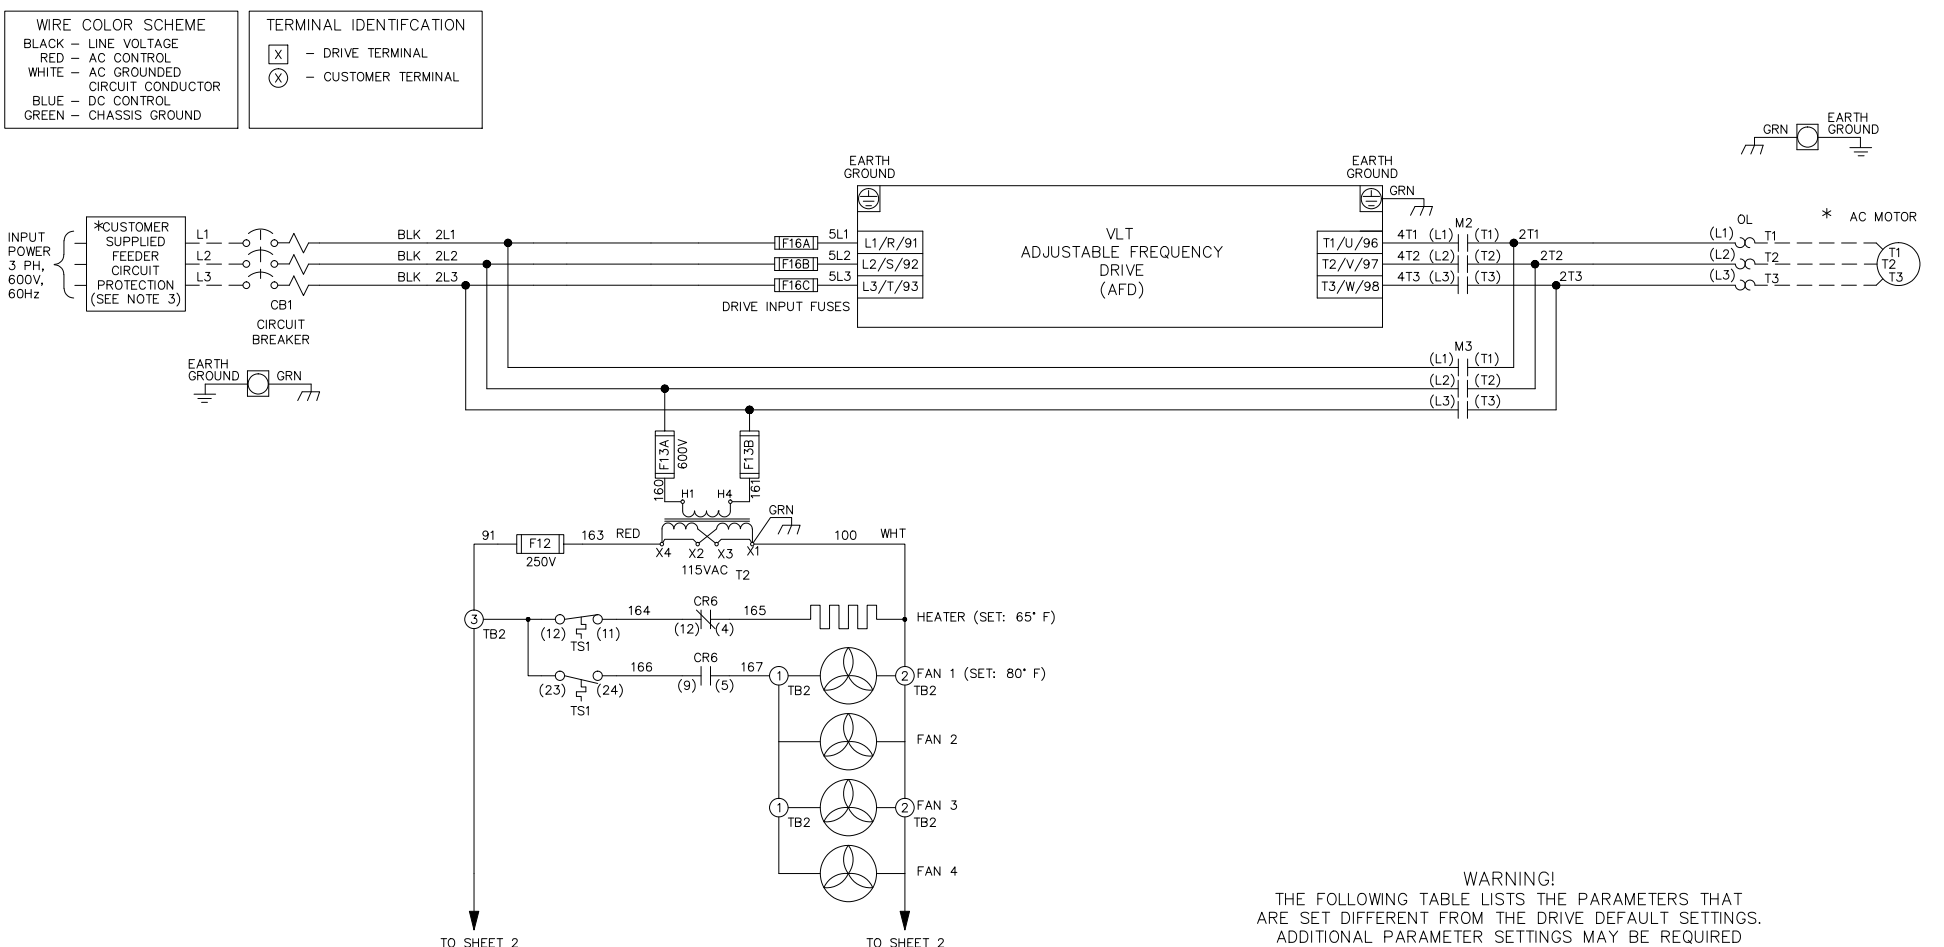 WIRE COLOR SCHEME
BLACK – LINE VOLTAGE
RED – AC CONTROL
WHITE – AC GROUNDED
CIRCUIT CONDUCTOR
BLUE – DC CONTROL
GREEN – CHASSIS GROUND
TERMINAL IDENTIFCATION
X – DRIVE TERMINAL
X – CUSTOMER TERMINAL
GRN
EARTH
GROUND
INPUT
POWER
3 PH,
600V,
60Hz
*CUSTOMER
SUPPLIED
FEEDER
CIRCUIT
PROTECTION
(SEE NOTE 3)
L1
L2
L3
CB1
CIRCUIT
BREAKER
BLK 2L1
BLK 2L2
BLK 2L3
F16A 5L1
F16B 5L2
F16C 5L3
DRIVE INPUT FUSES
EARTH
GROUND
L1/R/91
L2/S/92
L3/T/93
VLT
ADJUSTABLE FREQUENCY
DRIVE
(AFD)
EARTH
GROUND
GRN
T1/U/96
T2/V/97
T3/W/98
M2
4T1 (L1) (T1) 2T1
4T2 (L2) (T2) 2T2
4T3 (L3) (T3) 2T3
OL
(L1) T1
(L2) T2
(L3) T3
* AC MOTOR
T1
T2
T3
EARTH
GROUND GRN
M3
(L1) (T1)
(L2) (T2)
(L3) (T3)
F13A
600V
F13B
160
161
H1 H4
GRN
91 F12 163 RED
250V
X4 X2 X3 X1
100 WHT
115VAC T2
3
TB2
(12) (11)
TS1
164
CR6
(12) (4)
165
HEATER (SET: 65° F)
(23) (24)
TS1
166
CR6
(9) (5)
167
1
TB2
2
TB2
FAN 1 (SET: 80° F)
FAN 2
1
TB2
2
TB2
FAN 3
FAN 4
TO SHEET 2
TO SHEET 2
WARNING!
THE FOLLOWING TABLE LISTS THE PARAMETERS THAT
ARE SET DIFFERENT FROM THE DRIVE DEFAULT SETTINGS.
ADDITIONAL PARAMETER SETTINGS MAY BE REQUIRED